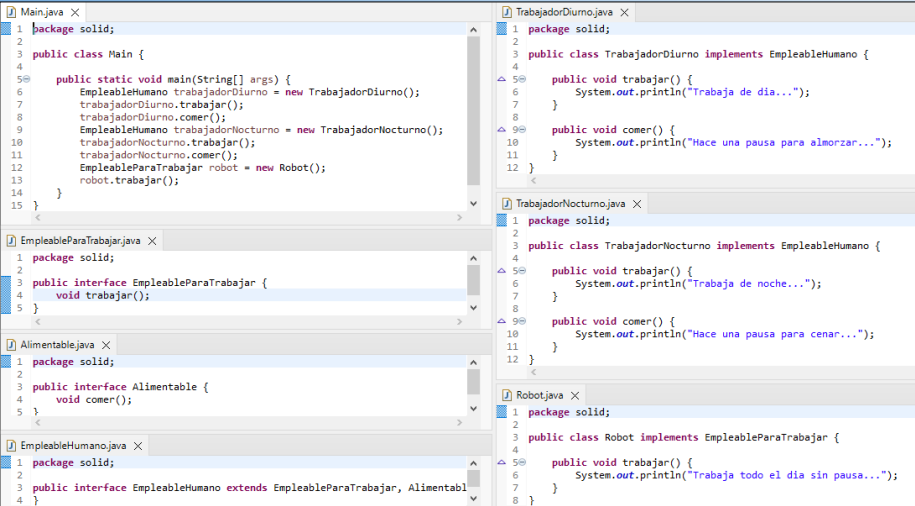 Main.java
1 package solid;
2
3 public class Main {
4
5 public static void main(String[] args) {
6 EmpleableHumano trabajadorDiurno = new TrabajadorDiurno();
7 trabajadorDiurno.trabajar();
8 trabajadorDiurno.comer();
9 EmpleableHumano trabajadorNocturno = new TrabajadorNocturno();
10 trabajadorNocturno.trabajar();
11 trabajadorNocturno.comer();
12 EmpleableParaTrabajar robot = new Robot();
13 robot.trabajar();
14 }
15 }
EmpleableParaTrabajar.java
1 package solid;
2
3 public interface EmpleableParaTrabajar {
4 void trabajar();
5 }
Alimentable.java
1 package solid;
2
3 public interface Alimentable {
4 void comer();
5 }
EmpleableHumano.java
1 package solid;
2
3 public interface EmpleableHumano extends EmpleableParaTrabajar, Alimentabl
4 }
TrabajadorDiurno.java
1 package solid;
2
3 public class TrabajadorDiurno implements EmpleableHumano {
4
5 public void trabajar() {
6 System.out.println("Trabaja de dia...");
7 }
8
9 public void comer() {
10 System.out.println("Hace una pausa para almorzar...");
11 }
12 }
TrabajadorNocturno.java
1 package solid;
2
3 public class TrabajadorNocturno implements EmpleableHumano {
4
5 public void trabajar() {
6 System.out.println("Trabaja de noche...");
7 }
8
9 public void comer() {
10 System.out.println("Hace una pausa para cenar...");
11 }
12 }
Robot.java
1 package solid;
2
3 public class Robot implements EmpleableParaTrabajar {
4
5 public void trabajar() {
6 System.out.println("Trabaja todo el dia sin pausa...");
7 }
8 }